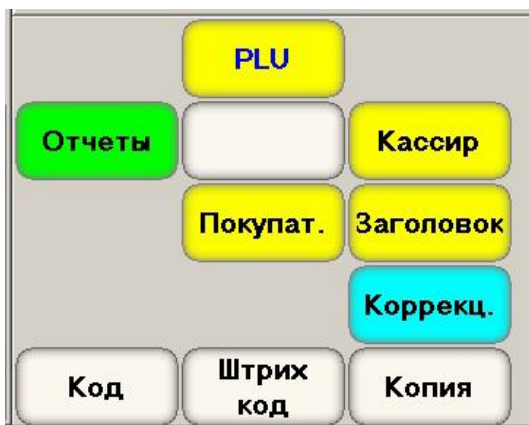 PLU
Отчеты
Кассир
Покупат.
Заголовок
Коррекц.
Код
Штрих
код
Копия